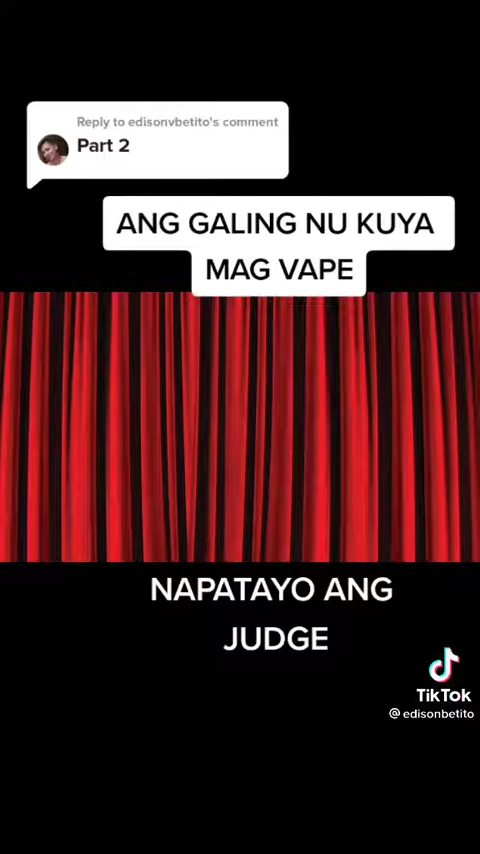 Reply to edisonvbetito's comment
Part 2
ANG GALING NU KUYA
MAG VAPE
NAPATAYO ANG
JUDGE
TikTok
@edisonbetito